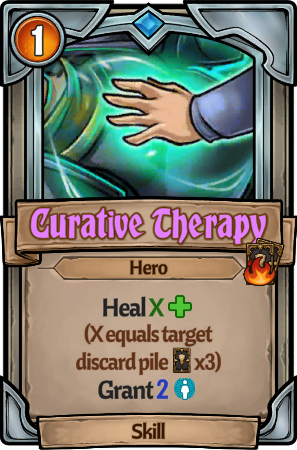 1
Curative Therapy
Hero
Heal X
(X equals target
discard pile x3)
Grant 2
Skill